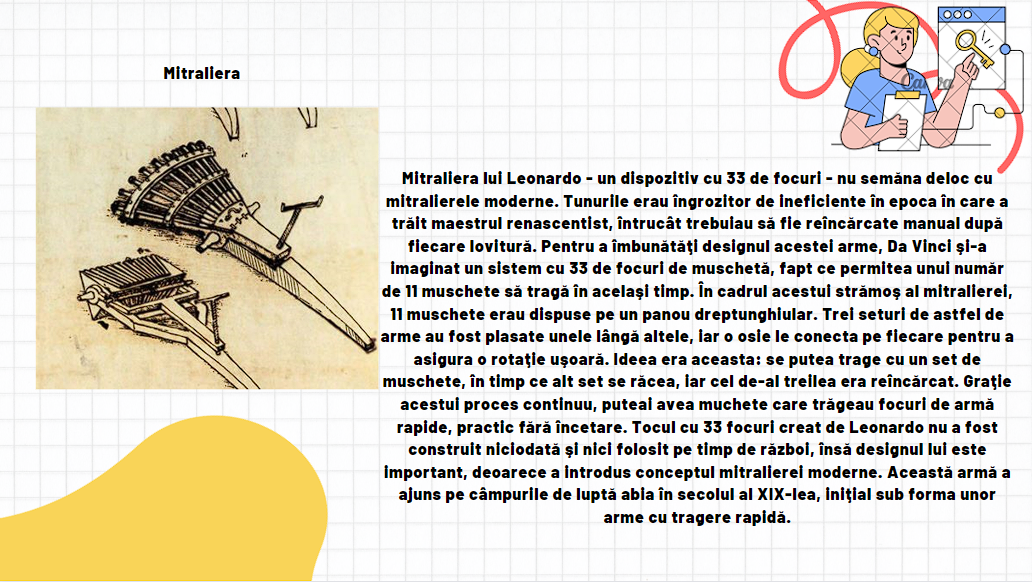 Mitraliera
Canva
Mitraliera lui Leonardo - un dispozitiv cu 33 de focuri - nu semăna deloc cu
mitralierele moderne. Tunurile erau îngrozitor de ineficiente în epoca în care a
trăit maestrul renascentist, întrucât trebuiau să fie reîncărcate manual după
fiecare lovitură. Pentru a îmbunătăți designul acestei arme, Da Vinci și-a
imaginat un sistem cu 33 de focuri de muschetă, fapt ce permitea unui număr
de 11 muschete să tragă în același timp. În cadrul acestui strămoș al mitralierei,
11 muschete erau dispuse pe un panou dreptunghiular. Trei seturi de astfel de
arme au fost plasate unele lângă altele, iar o osie le conecta pe fiecare pentru a
asigura o rotație ușoară. Ideea era aceasta: se putea trage cu un set de
muschete, în timp ce alt set se răcea, iar cel de-al treilea era reîncărcat. Grație
acestui proces continuu, puteai avea muchete care trăgeau focuri de armă
rapide, practic fără încetare. Tocul cu 33 focuri creat de Leonardo nu a fost
construit niciodată și nici folosit pe timp de război, însă designul lui este
important, deoarece a introdus conceptul mitralierei moderne. Această armă a
ajuns pe câmpurile de luptă abia în secolul al XIX-lea, inițial sub forma unor
arme cu tragere rapidă.